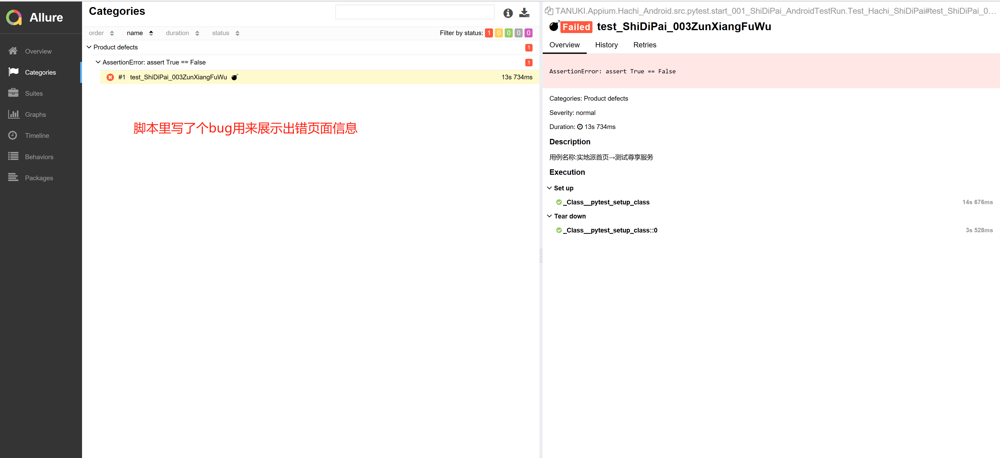 Allure
Overview
Categories
Suites
Graphs
Timeline
Behaviors
Packages
Categories
order name duration status Filter by status: 1 0 0 0 0
Product defects 1
AssertionError: assert True == False 1
#1 test_ShiDiPai_003ZunXiangFuWu 13s 734ms
脚本里写了个bug用来展示出错页面信息
TANUKI.Appium.Hachi_Android.src.pytest.start_001_ShiDiPai_AndroidTestRun.Test_Hachi_ShiDiPai#test_ShiDiPai_0...
Failed test_ShiDiPai_003ZunXiangFuWu
Overview History Retries
AssertionError: assert True == False
Categories: Product defects
Severity: normal
Duration: 13s 734ms
Description
用例名称:实地派首页→测试尊享服务
Execution
Set up
_Class__pytest_setup_class 14s 676ms
Tear down
_Class__pytest_setup_class::0 3s 528ms